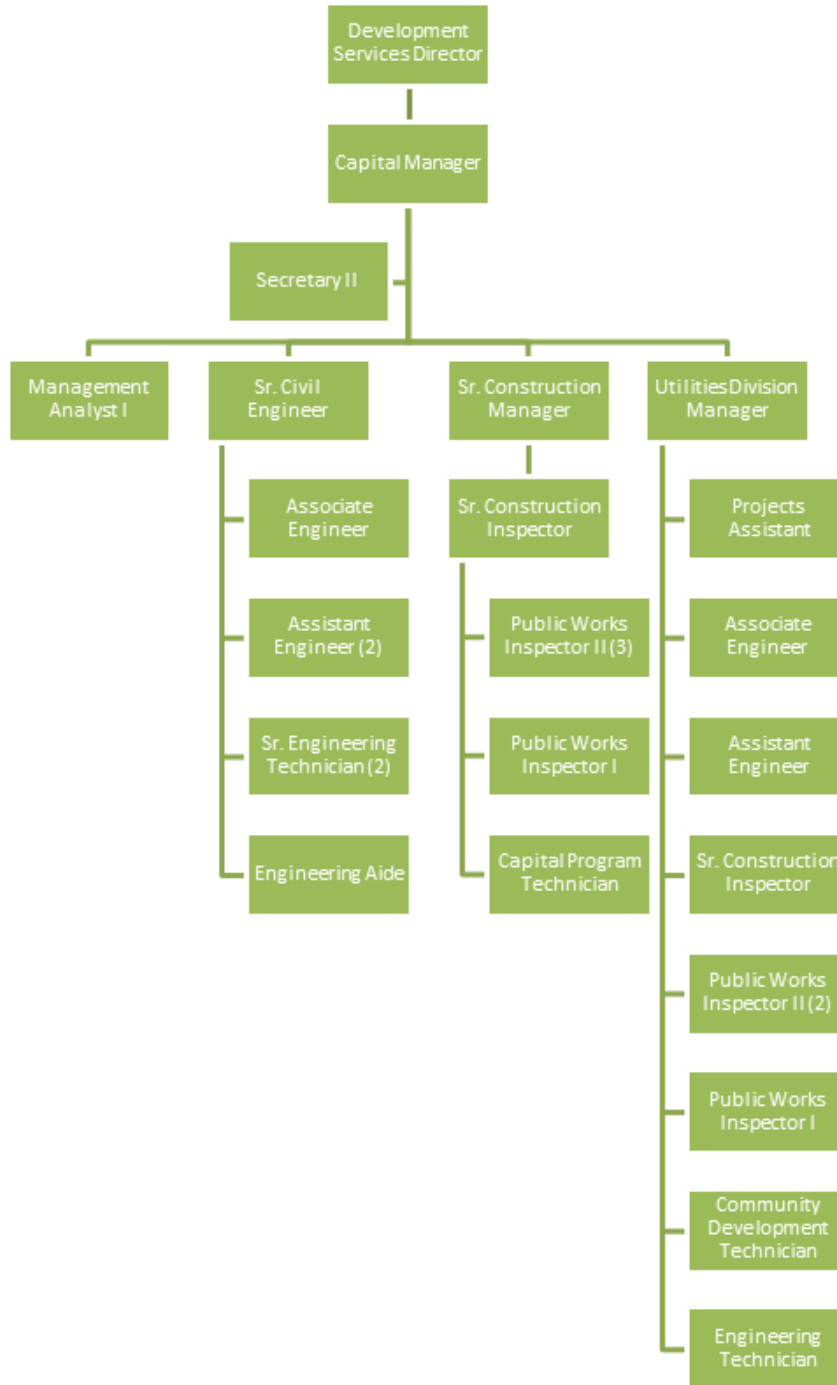 Development
Services Director
Capital Manager
Secretary II
Management
Analyst I
Sr. Civil
Engineer
Sr. Construction
Manager
Utilities Division
Manager
Associate
Engineer
Assistant
Engineer (2)
Sr. Engineering
Technician (2)
Engineering Aide
Sr. Construction
Inspector
Public Works
Inspector II (3)
Public Works
Inspector I
Capital Program
Technician
Projects
Assistant
Associate
Engineer
Assistant
Engineer
Sr. Construction
Inspector
Public Works
Inspector II (2)
Public Works
Inspector I
Community
Development
Technician
Engineering
Technician